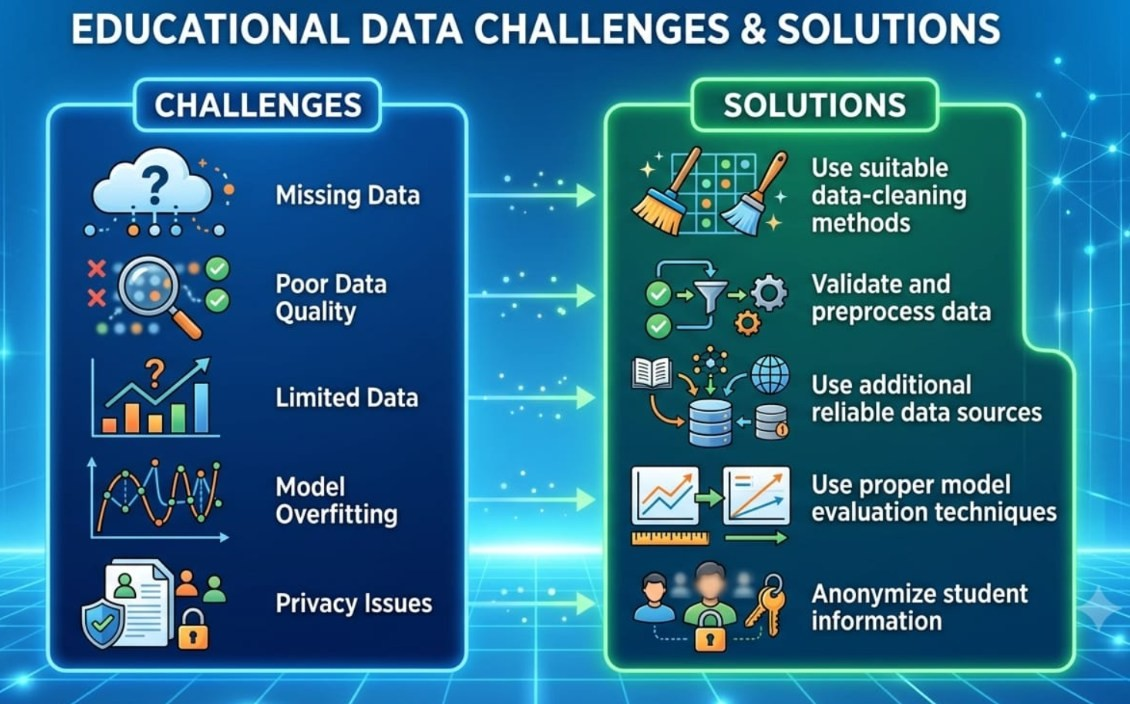 EDUCATIONAL DATA CHALLENGES & SOLUTIONS
CHALLENGES
Missing Data
Poor Data
Quality
Limited Data
Model
Overfitting
Privacy Issues
SOLUTIONS
Use suitable
data-cleaning
methods
Validate and
preprocess data
Use additional
reliable data sources
Use proper model
evaluation techniques
Anonymize student
information